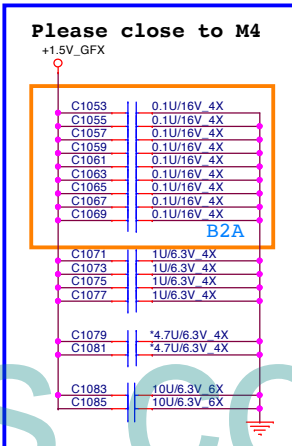 Please close to M4
+1.5V_GFX
C1053 0.1U/16V_4X
C1055 0.1U/16V_4X
C1057 0.1U/16V_4X
C1059 0.1U/16V_4X
C1061 0.1U/16V_4X
C1063 0.1U/16V_4X
C1065 0.1U/16V_4X
C1067 0.1U/16V_4X
C1069 0.1U/16V_4X
B2A
C1071 1U/6.3V_4X
C1073 1U/6.3V_4X
C1075 1U/6.3V_4X
C1077 1U/6.3V_4X
C1079 *4.7U/6.3V_4X
C1081 *4.7U/6.3V_4X
C1083 10U/6.3V_6X
C1085 10U/6.3V_6X